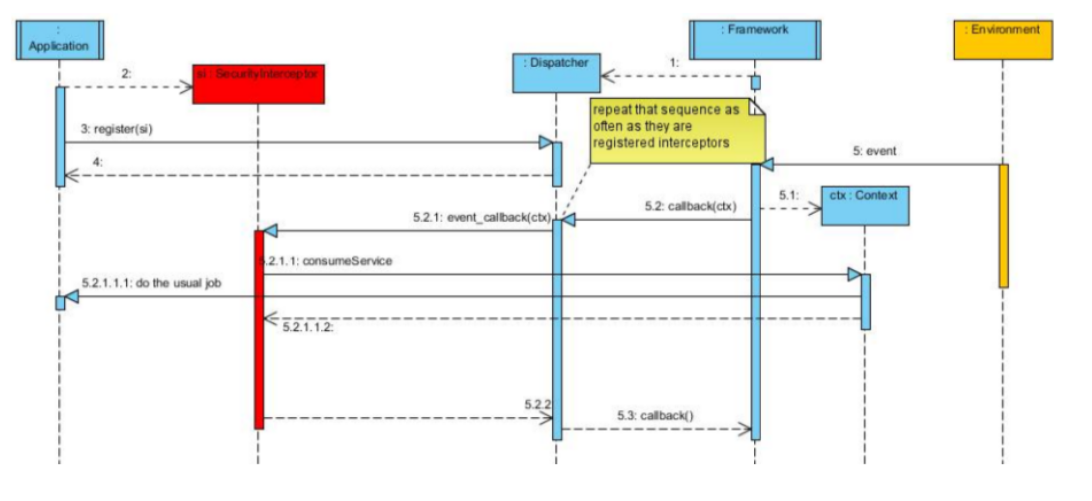 :
Application
: Framework
: Environment
si : SecurityInterceptor
: Dispatcher
1:
2:
repeat that sequence as
often as they are
registered interceptors
3: register(si)
4:
5: event
5.1:
ctx : Context
5.2: callback(ctx)
5.2.1: event_callback(ctx)
5.2.1.1: consumeService
5.2.1.1.1: do the usual job
5.2.1.1.2:
5.2.2
5.3: callback()